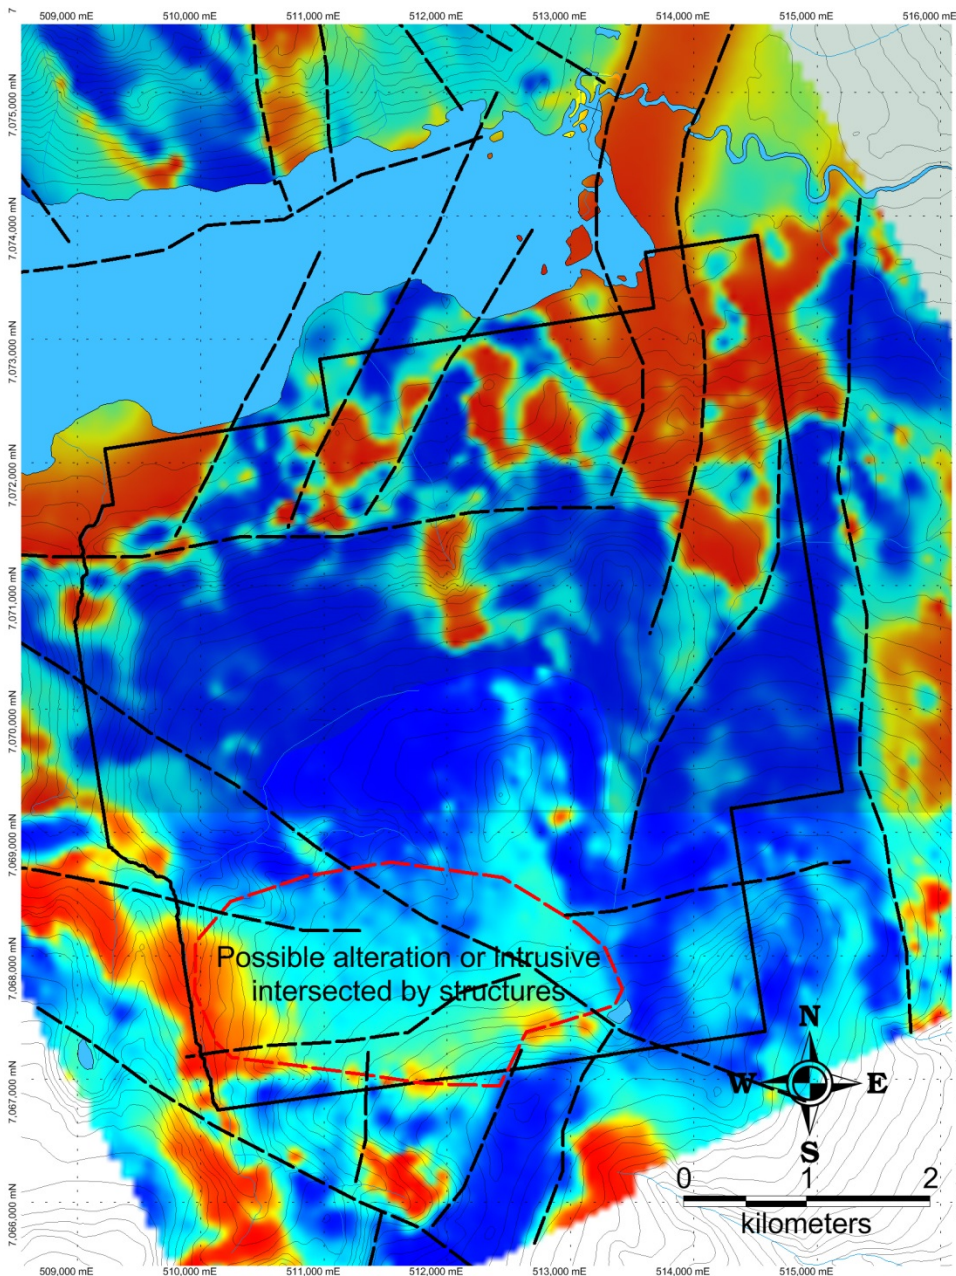 7
509,000 mE 510,000 mE 511,000 mE 512,000 mE 513,000 mE 514,000 mE 515,000 mE 516,000 mE
7,075,000 mN
7,074,000 mN
7,073,000 mN
7,072,000 mN
7,071,000 mN
7,070,000 mN
7,069,000 mN
7,068,000 mN
7,067,000 mN
7,066,000 mN
Possible alteration or Intrusive
intersected by structures
N
W E
S
0 1 2
kilometers
509,000 mE 510,000 mE 511,000 mE 512,000 mE 513,000 mE 514,000 mE 515,000 mE 516,000 mE